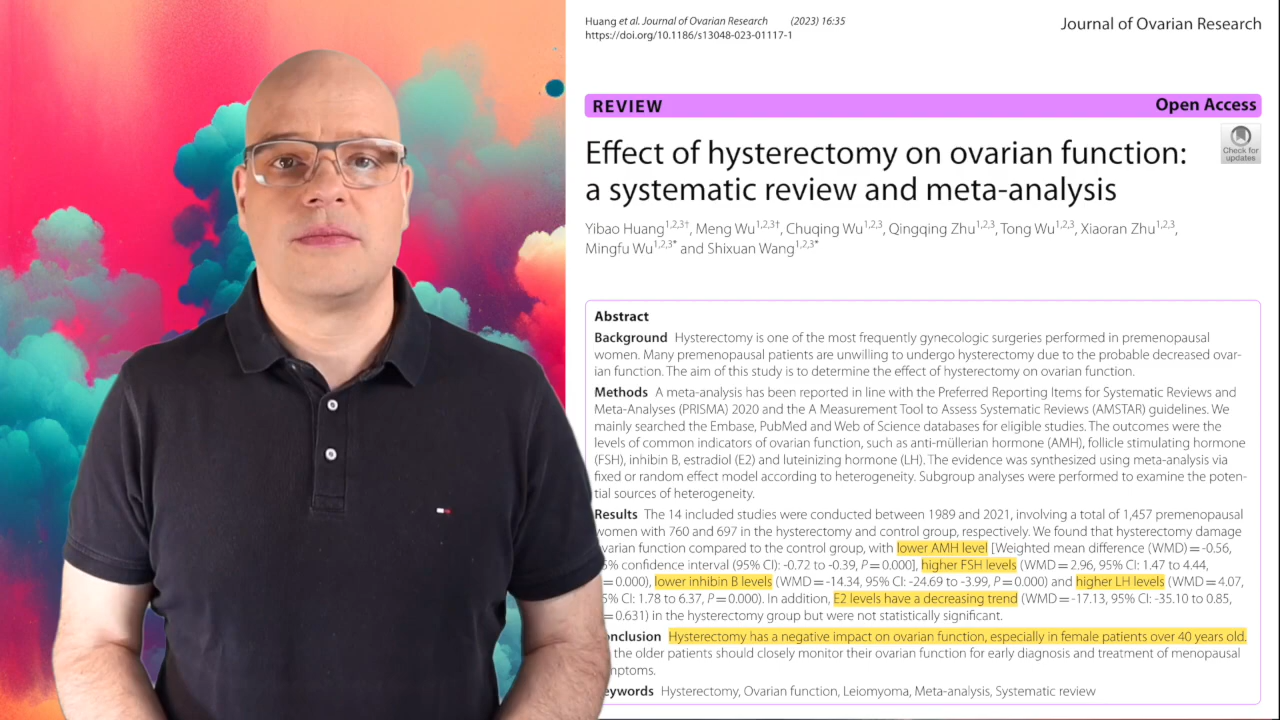 Huang et al. Journal of Ovarian Research (2023) 16:35
https://doi.org/10.1186/s13048-023-01117-1
Journal of Ovarian Research
REVIEW
Open Access
Check for
updates
Effect of hysterectomy on ovarian function:
a systematic review and meta-analysis
Yibao Huang1,2,3†, Meng Wu1,2,3†, Chuqing Wu1,2,3, Qingqing Zhu1,2,3, Tong Wu1,2,3, Xiaoran Zhu1,2,3,
Mingfu Wu1,2,3* and Shixuan Wang1,2,3*
Abstract
Background Hysterectomy is one of the most frequently gynecologic surgeries performed in premenopausal
women. Many premenopausal patients are unwilling to undergo hysterectomy due to the probable decreased ovar-
ian function. The aim of this study is to determine the effect of hysterectomy on ovarian function.
Methods A meta-analysis has been reported in line with the Preferred Reporting Items for Systematic Reviews and
Meta-Analyses (PRISMA) 2020 and the A Measurement Tool to Assess Systematic Reviews (AMSTAR) guidelines. We
mainly searched the Embase, PubMed and Web of Science databases for eligible studies. The outcomes were the
levels of common indicators of ovarian function, such as anti-müllerian hormone (AMH), follicle stimulating hormone
(FSH), inhibin B, estradiol (E2) and luteinizing hormone (LH). The evidence was synthesized using meta-analysis via
fixed or random effect model according to heterogeneity. Subgroup analyses were performed to examine the poten-
tial sources of heterogeneity.
Results The 14 included studies were conducted between 1989 and 2021, involving a total of 1,457 premenopausal
women with 760 and 697 in the hysterectomy and control group, respectively. We found that hysterectomy damage
varian function compared to the control group, with lower AMH level [Weighted mean difference (WMD) = -0.56,
5% confidence interval (95% CI): -0.72 to -0.39, P = 0.000], higher FSH levels (WMD = 2.96, 95% CI: 1.47 to 4.44,
= 0.000), lower inhibin B levels (WMD = -14.34, 95% CI: -24.69 to -3.99, P = 0.000) and higher LH levels (WMD = 4.07,
5% CI: 1.78 to 6.37, P = 0.000). In addition, E2 levels have a decreasing trend (WMD = -17.13, 95% CI: -35.10 to 0.85,
= 0.631) in the hysterectomy group but were not statistically significant.
onclusion Hysterectomy has a negative impact on ovarian function, especially in female patients over 40 years old.
the older patients should closely monitor their ovarian function for early diagnosis and treatment of menopausal
mptoms.
eywords Hysterectomy, Ovarian function, Leiomyoma, Meta-analysis, Systematic review